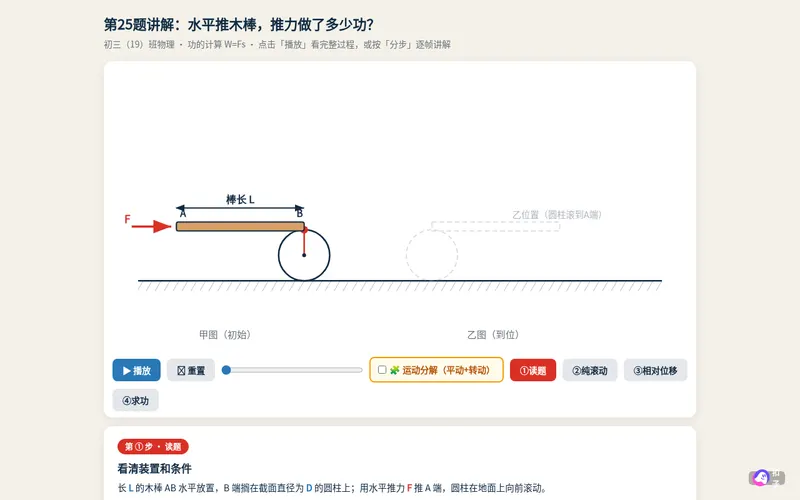 第25题讲解：水平推木棒，推力做了多少功？
初三（19）班物理 · 功的计算 W=Fs · 点击「播放」看完整过程，或按「分步」逐帧讲解
棒长 L
A
B
F
乙位置（圆柱滚到A端）
甲图（初始）
乙图（到位）
▶ 播放
重置
🧩 运动分解（平动+转动）
①读题
②纯滚动
③相对位移
④求功
第 ① 步 · 读题
看清装置和条件
长 L 的木棒 AB 水平放置，B 端搁在截面直径为 D 的圆柱上；用水平推力 F 推 A 端，圆柱在地面上向前滚动。